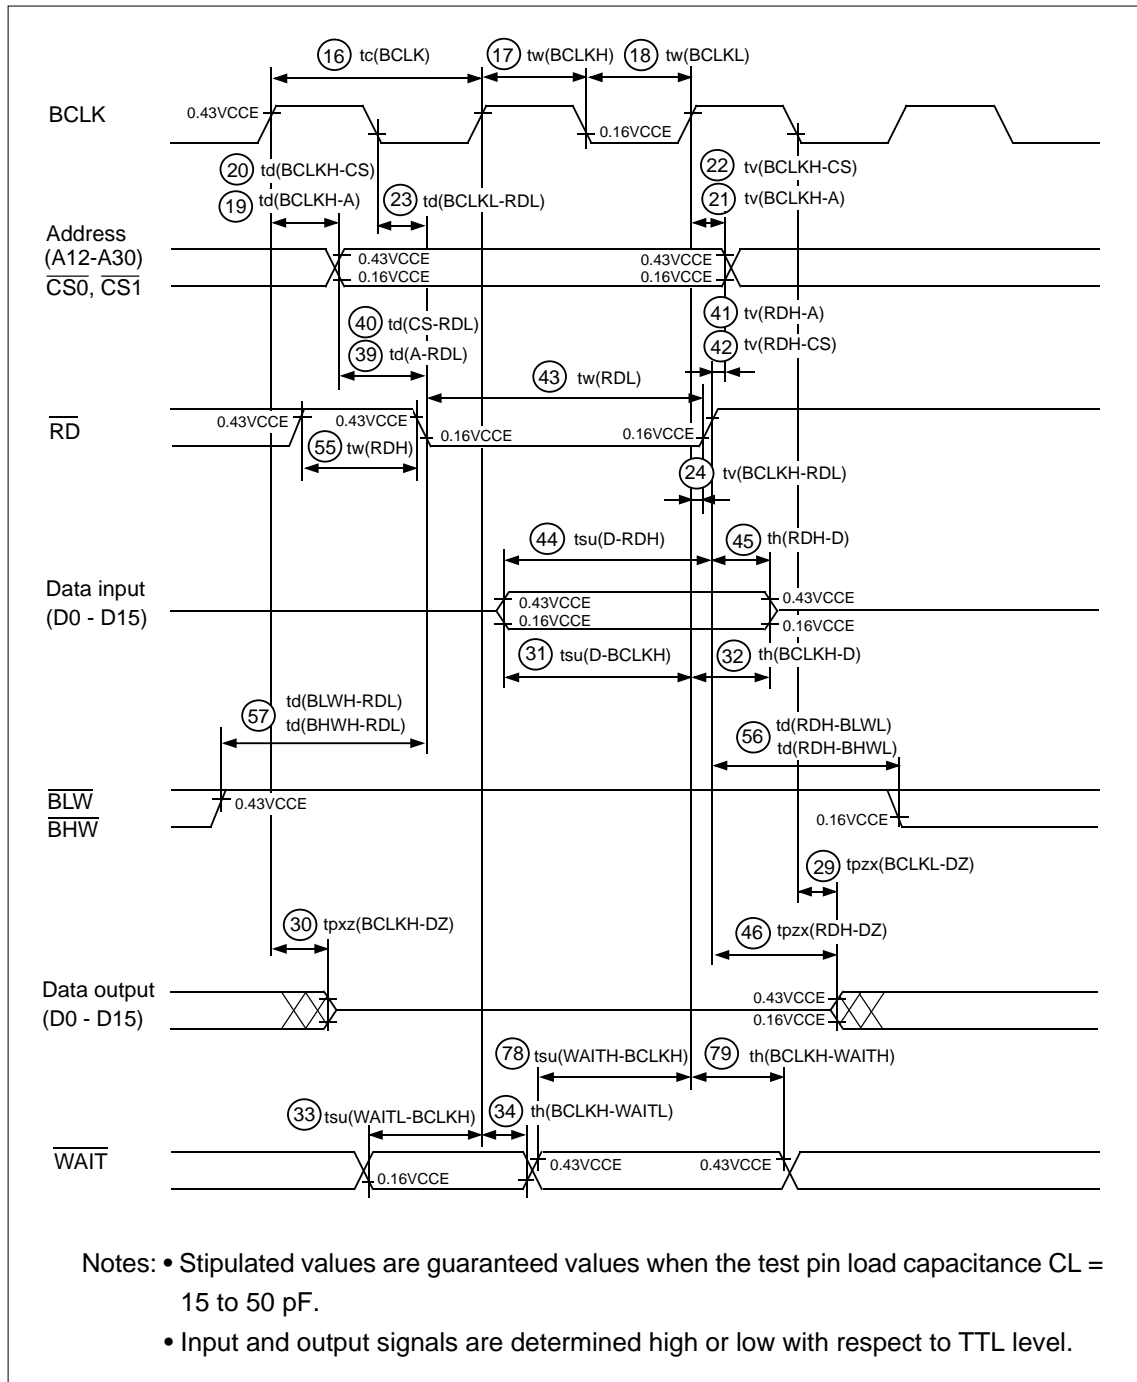 16 tc(BCLK) 17 tw(BCLKH) 18 tw(BCLKL)
BCLK 0.43VCCE 0.16VCCE
20 td(BCLKH-CS) 22 tv(BCLKH-CS)
19 td(BCLKH-A) 23 td(BCLKL-RDL) 21 tv(BCLKH-A)
Address
(A12-A30) 0.43VCCE 0.43VCCE
CS0, CS1 0.16VCCE 0.16VCCE
40 td(CS-RDL) 41 tv(RDH-A)
39 td(A-RDL) 42 tv(RDH-CS)
43 tw(RDL)
RD 0.43VCCE 0.43VCCE 0.16VCCE 0.16VCCE
55 tw(RDH)
24 tv(BCLKH-RDL)
44 tsu(D-RDH) 45 th(RDH-D)
Data input 0.43VCCE 0.43VCCE
(D0 - D15) 0.16VCCE 0.16VCCE
31 tsu(D-BCLKH) 32 th(BCLKH-D)
57 td(BLWH-RDL)
td(BHWH-RDL)
56 td(RDH-BLWL)
td(RDH-BHWL)
BLW 0.43VCCE
BHW 0.16VCCE
29 tpzx(BCLKL-DZ)
30 tpxz(BCLKH-DZ) 46 tpzx(RDH-DZ)
Data output 0.43VCCE
(D0 - D15) 0.16VCCE
78 tsu(WAITH-BCLKH) 79 th(BCLKH-WAITH)
33 tsu(WAITL-BCLKH) 34 th(BCLKH-WAITL)
WAIT 0.16VCCE 0.43VCCE 0.43VCCE
Notes: • Stipulated values are guaranteed values when the test pin load capacitance CL =
15 to 50 pF.
• Input and output signals are determined high or low with respect to TTL level.